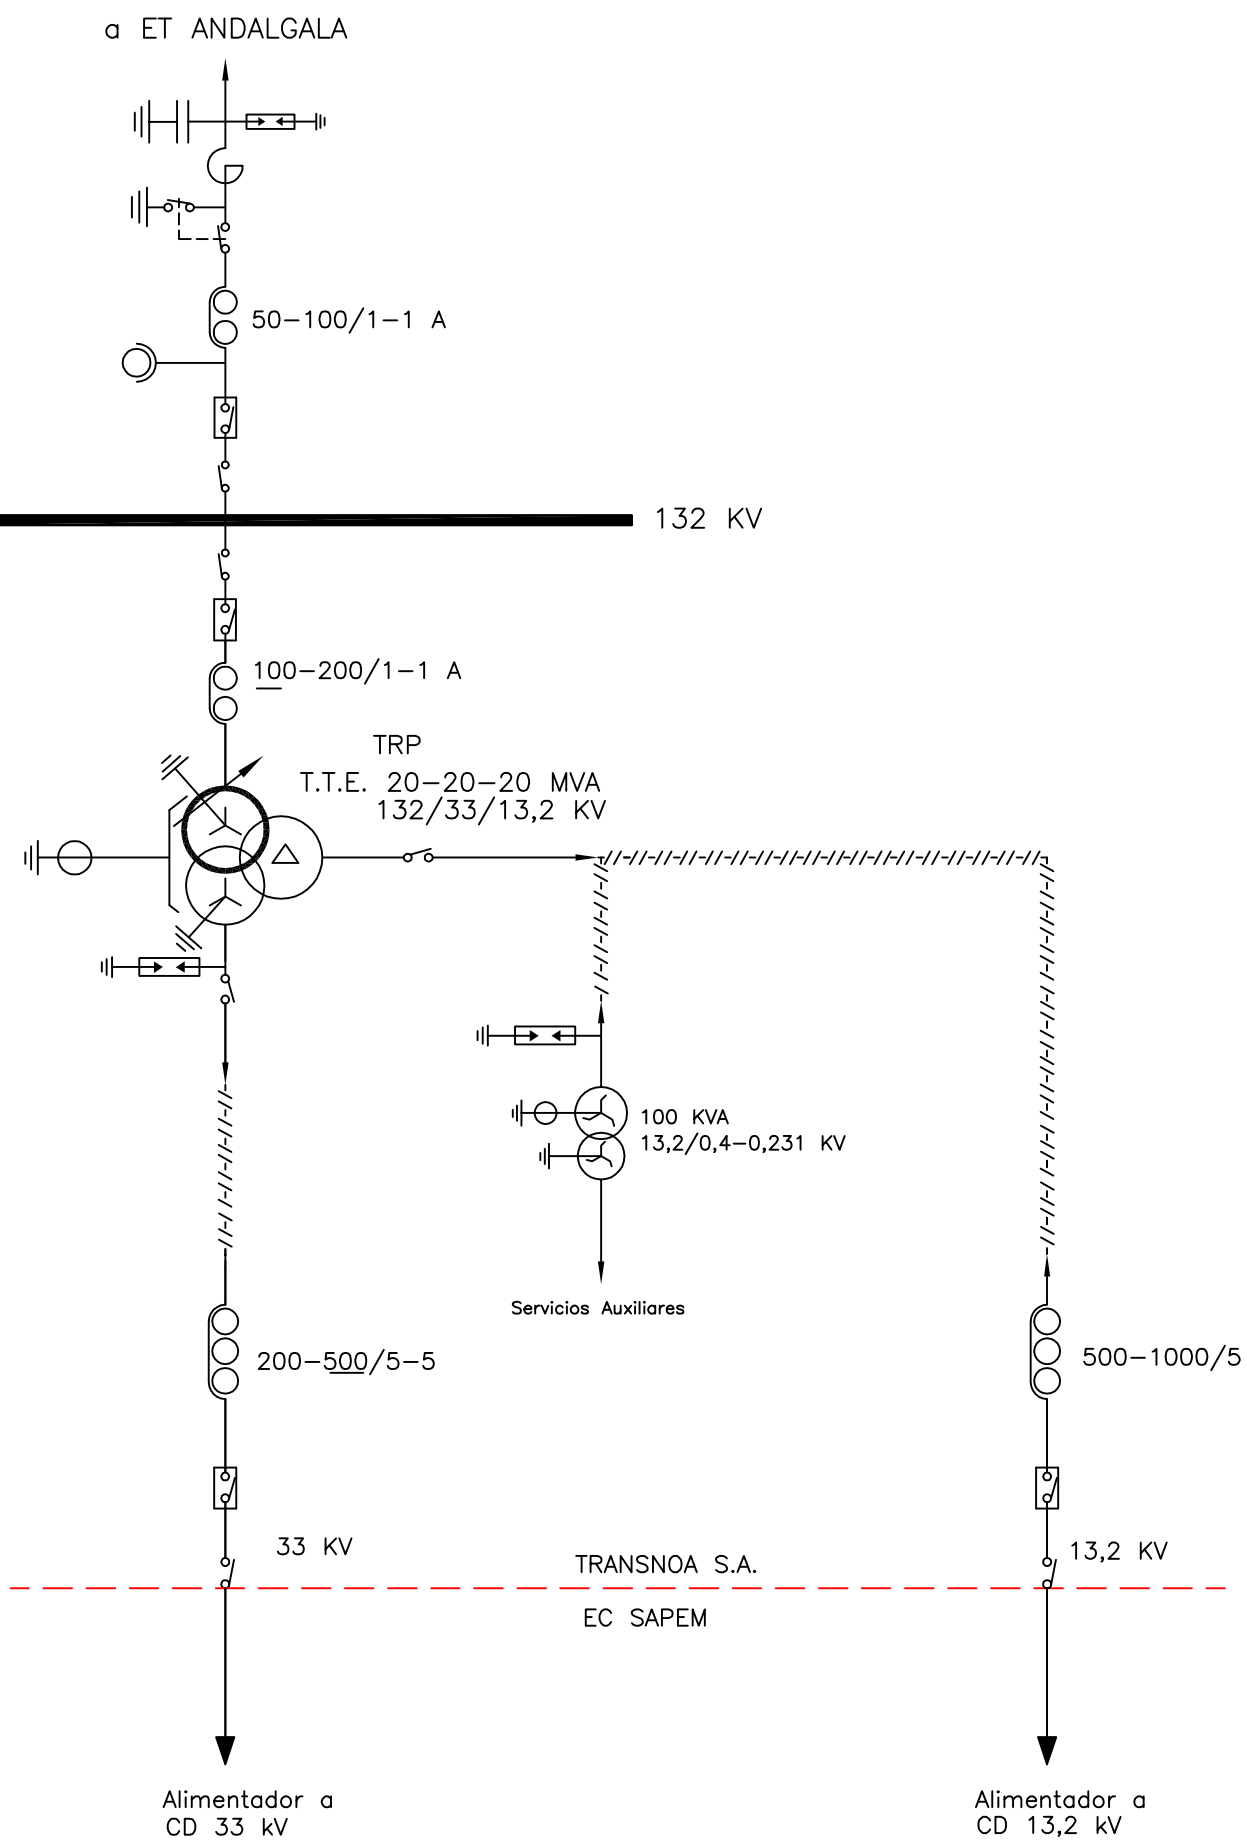 a ET ANDALGALA
50-100/1-1 A
132 KV
100-200/1-1 A
TRP
T.T.E. 20-20-20 MVA
132/33/13,2 KV
100 KVA
13,2/0,4-0,231 KV
Servicios Auxiliares
200-500/5-5
500-1000/5
33 KV
13,2 KV
TRANSNOA S.A.
EC SAPEM
Alimentador a
CD 33 kV
Alimentador a
CD 13,2 kV